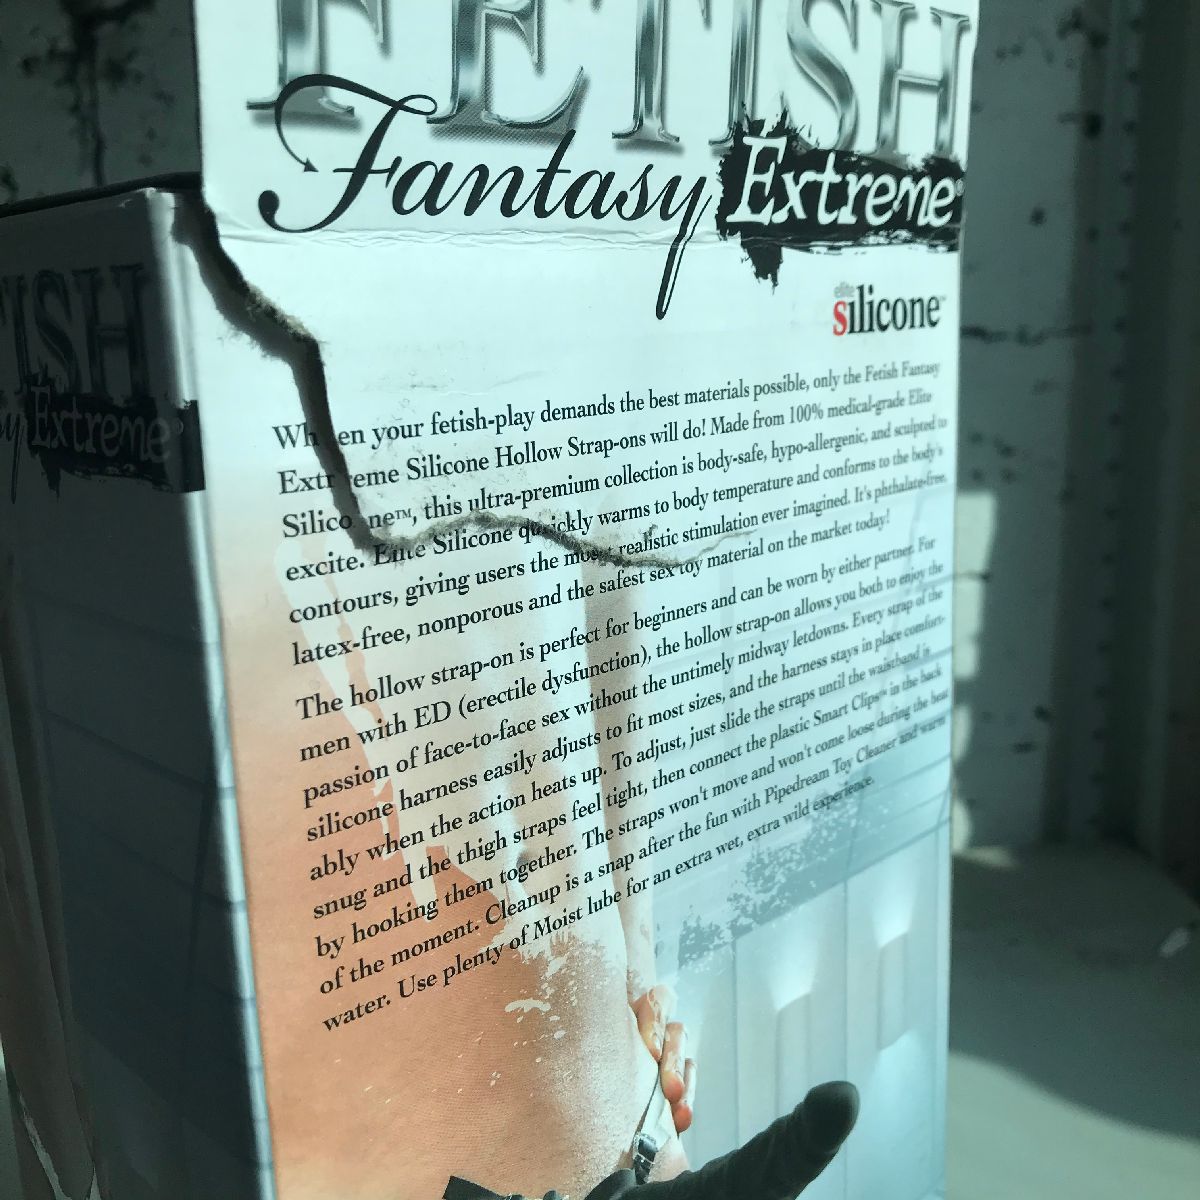 FETISH
Fantasy Extreme®
elite
silicone™
When your fetish-play demands the best materials possible, only the Fetish Fantasy
Extreme Silicone Hollow Strap-ons will do! Made from 100% medical-grade Elite
Silicone™, this ultra-premium collection is body-safe, hypo-allergenic, and sculpted to
excite. Elite Silicone quickly warms to body temperature and conforms to the body's
contours, giving users the most realistic stimulation ever imagined. It's phthalate-free,
latex-free, nonporous and the safest sex toy material on the market today!
The hollow strap-on is perfect for beginners and can be worn by either partner. For
men with ED (erectile dysfunction), the hollow strap-on allows you both to enjoy the
passion of face-to-face sex without the untimely midway letdowns. Every strap of the
silicone harness easily adjusts to fit most sizes, and the harness stays in place comfort-
ably when the action heats up. To adjust, just slide the straps until the waistband is
snug and the thigh straps feel tight, then connect the plastic Smart Clips™ in the back
by hooking them together. The straps won't move and won't come loose during the heat
of the moment. Cleanup is a snap after the fun with Pipedream Toy Cleaner and warm
water. Use plenty of Moist lube for an extra wet, extra wild experience.
ISH
sy Extreme®